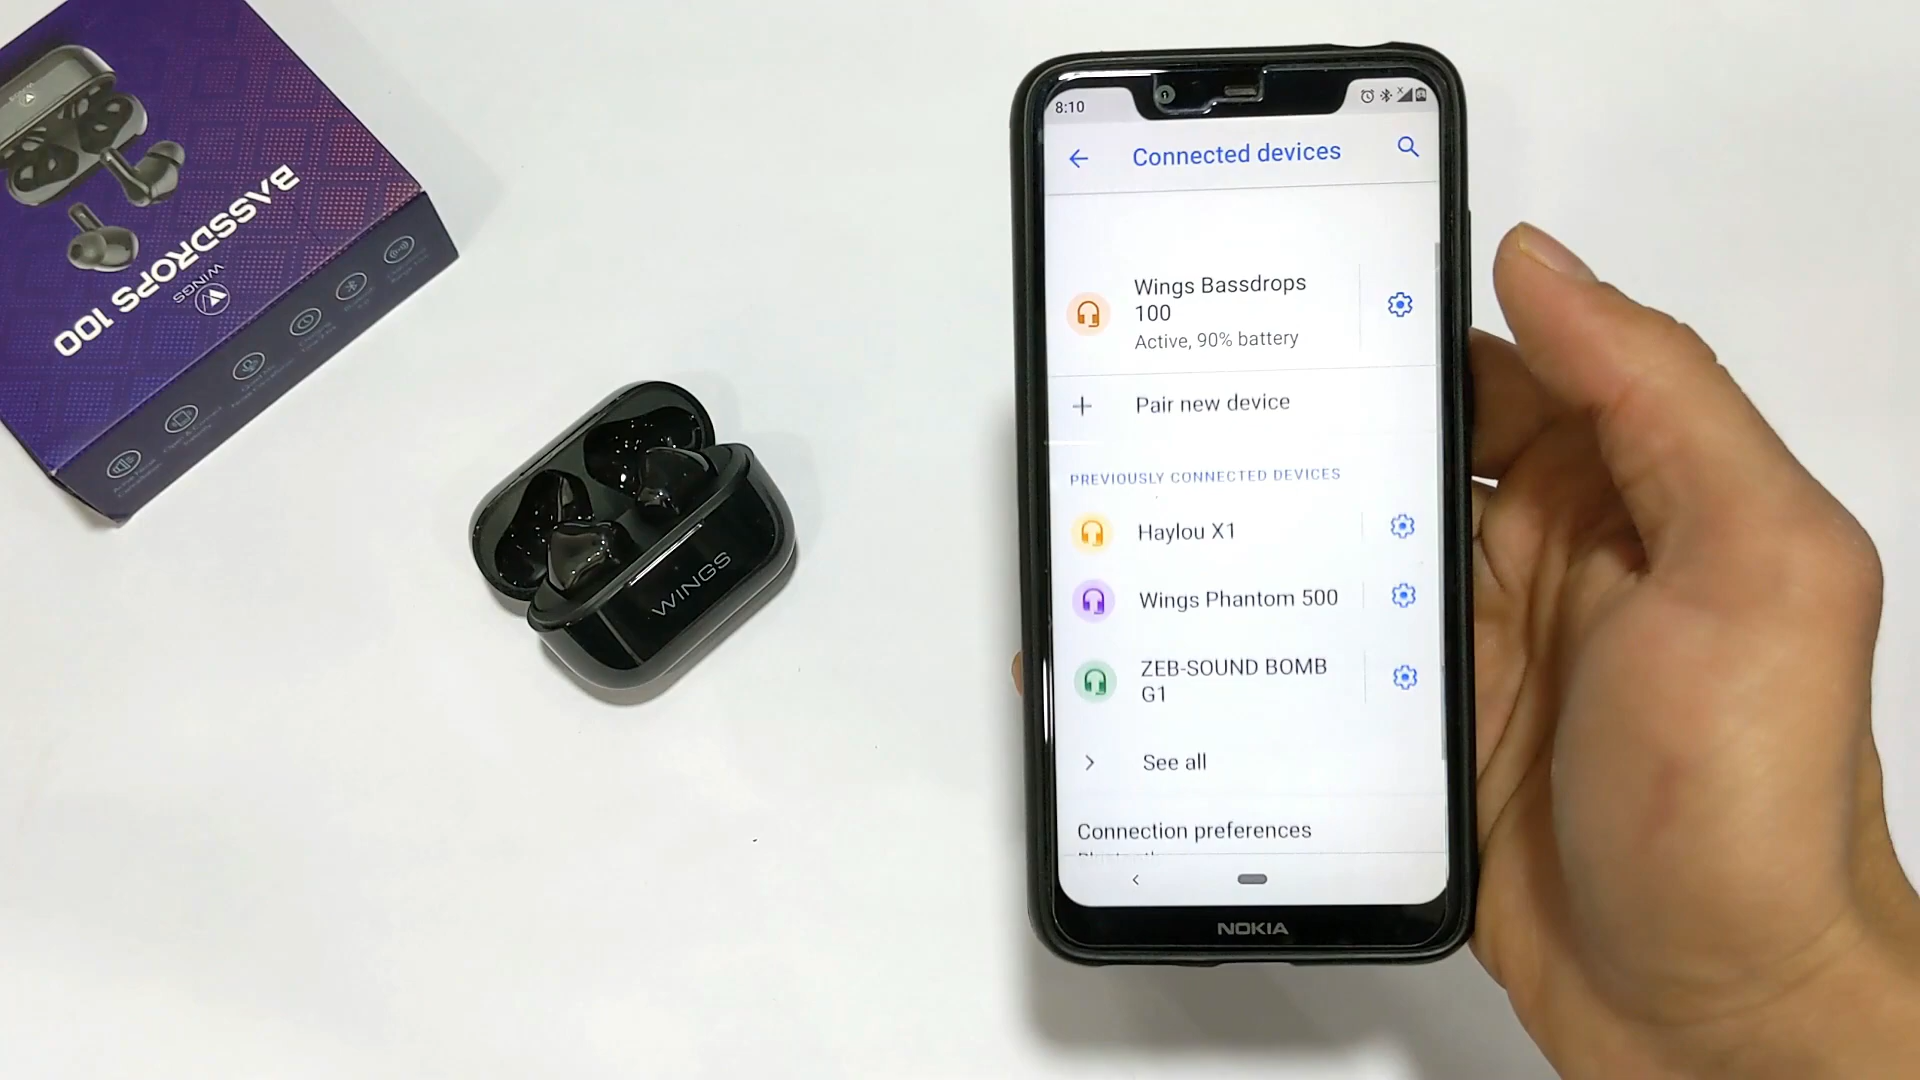 BASSDROPS 100
WINGS
WINGS
8:10
Connected devices
Wings Bassdrops
100
Active, 90% battery
Pair new device
PREVIOUSLY CONNECTED DEVICES
Haylou X1
Wings Phantom 500
ZEB-SOUND BOMB
G1
See all
Connection preferences
NOKIA